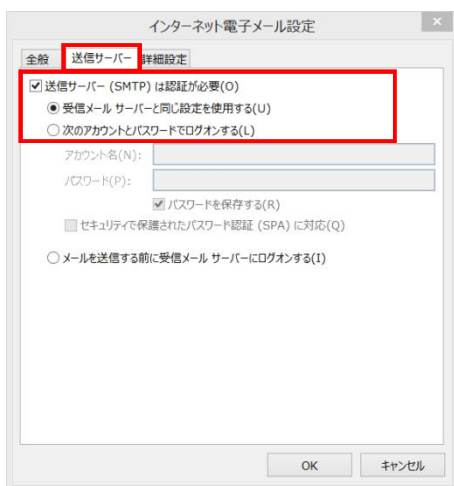 インターネット電子メール設定
×
全般 送信サーバー 詳細設定
送信サーバー (SMTP) は認証が必要(O)
受信メール サーバーと同じ設定を使用する(U)
次のアカウントとパスワードでログオンする(L)
アカウント名(N):
パスワード(P):
パスワードを保存する(R)
セキュリティで保護されたパスワード認証 (SPA) に対応(Q)
メールを送信する前に受信メール サーバーにログオンする(I)
OK キャンセル